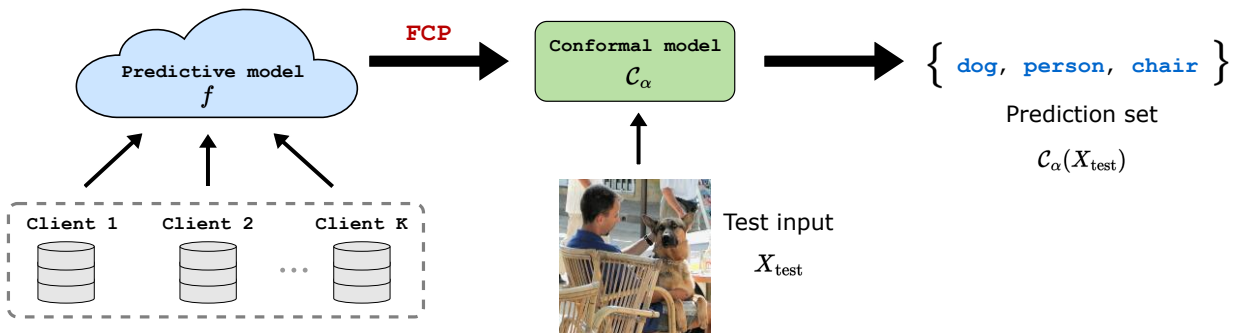 FCP
Predictive model
f
Conformal model
𝒞α
{ dog, person, chair }
Prediction set
𝒞α(Xtest)
Client 1 Client 2 ... Client K
Test input
Xtest